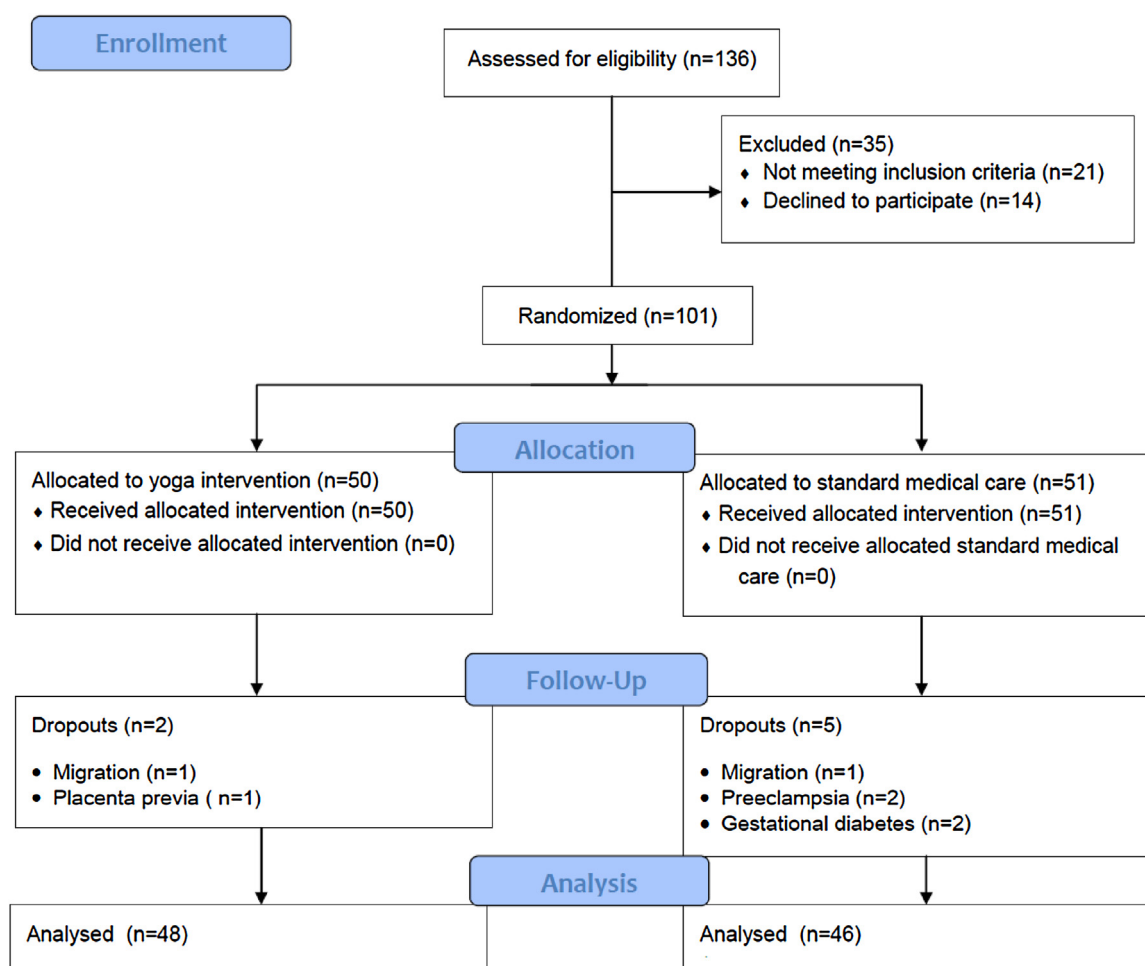 Enrollment
Assessed for eligibility (n=136)
Excluded (n=35)
♦ Not meeting inclusion criteria (n=21)
♦ Declined to participate (n=14)
Randomized (n=101)
Allocation
Allocated to yoga intervention (n=50)
♦ Received allocated intervention (n=50)
♦ Did not receive allocated intervention (n=0)
Allocated to standard medical care (n=51)
♦ Received allocated intervention (n=51)
♦ Did not receive allocated standard medical
care (n=0)
Follow-Up
Dropouts (n=2)
• Migration (n=1)
• Placenta previa ( n=1)
Dropouts (n=5)
• Migration (n=1)
• Preeclampsia (n=2)
• Gestational diabetes (n=2)
Analysis
Analysed (n=48)
Analysed (n=46)